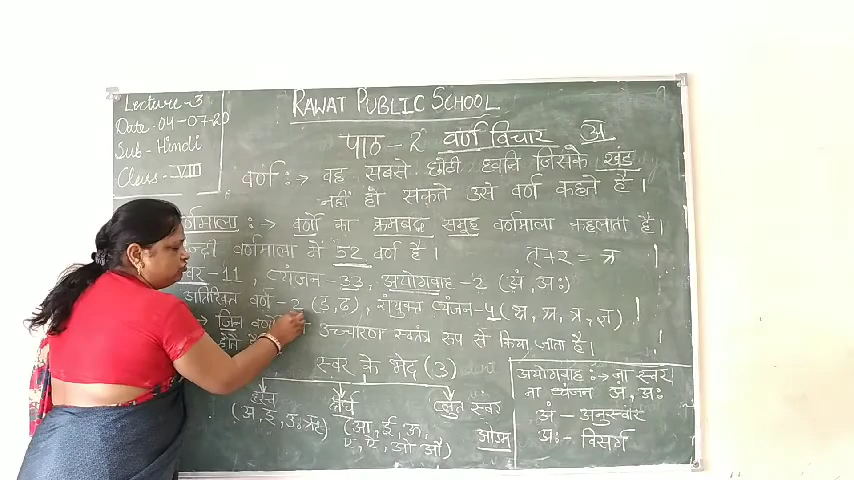 Lecture-3
Date 04-07-20
Sub-Hindi
Class-VIII
RAWAT PUBLIC SCHOOL
पाठ-2 वर्ण विचार अ
वर्ण :-> वह सबसे छोटी ध्वनि जिसके खंड
नहीं हो सकते उसे वर्ण कहते है।
र्णमाला :-> वर्णो का क्रमबद्ध समूह वर्णमाला कहलाता है।
न्दी वर्णमाला में 52 वर्ण है। त्+र = त्र
स्वर-11, व्यंजन-33, अयोगवाह-2 (अं, अः)
अतिरिक्त वर्ण-2 (ड़, ढ़), संयुक्त व्यंजन-4 (क्ष, त्र, ज्ञ)
-> जिन उच्चारण स्वतंत्र रूप से किया जाता है।
होते
स्वर के भेद (3)
ह्रस्व दीर्घ प्लुत स्वर
(अ, इ, उ, ऋ) (आ, ई, ऊ, ओ३म्
ए, ऐ, ओ औ)
अयोगवाह :-> ना स्वर
ना व्यंजन अं, अः
अं - अनुस्वार
अः - विसर्ग